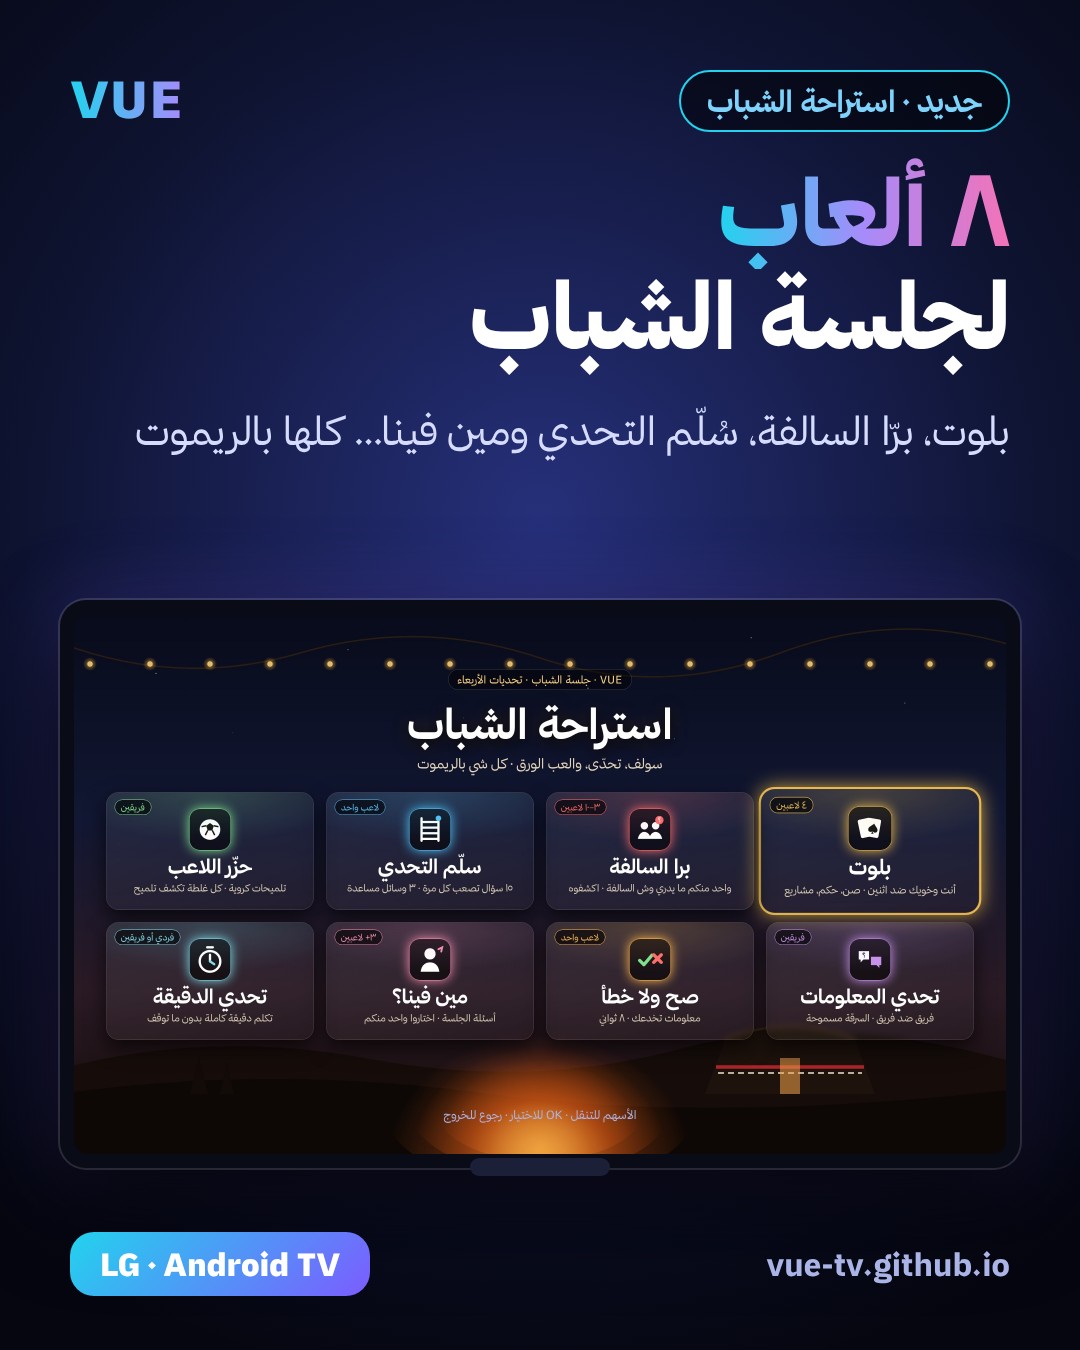 VUE
جديد · استراحة الشباب
٨ ألعاب
لجلسة الشباب
بلوت، برّا السالفة، سُلّم التحدي ومين فينا... كلها بالريموت
VUE · جلسة الشباب · تحديات الأربعاء
استراحة الشباب
سولف، تحدّى، والعب الورق · كل شي بالريموت
٤ لاعبين
بلوت
أنت وخويك ضد اثنين · صن، حكم، مشاريع
٣–١٠ لاعبين
برا السالفة
واحد منكم ما يدري وش السالفة · اكشفوه
لاعب واحد
سلّم التحدي
١٥ سؤال تصعب كل مرة · ٣ وسائل مساعدة
فريقين
حزّر اللاعب
تلميحات كروية · كل غلطة تكشف تلميح
فريقين
تحدي المعلومات
فريق ضد فريق · السرقة مسموحة
لاعب واحد
صح ولا خطأ
معلومات تخدعك · ٨ ثواني
٣+ لاعبين
مين فينا؟
أسئلة الجلسة · اختاروا واحد منكم
فردي أو فريقين
تحدي الدقيقة
تكلم دقيقة كاملة بدون ما توقف
الأسهم للتنقل · OK للاختيار · رجوع للخروج
LG · Android TV
vue-tv.github.io